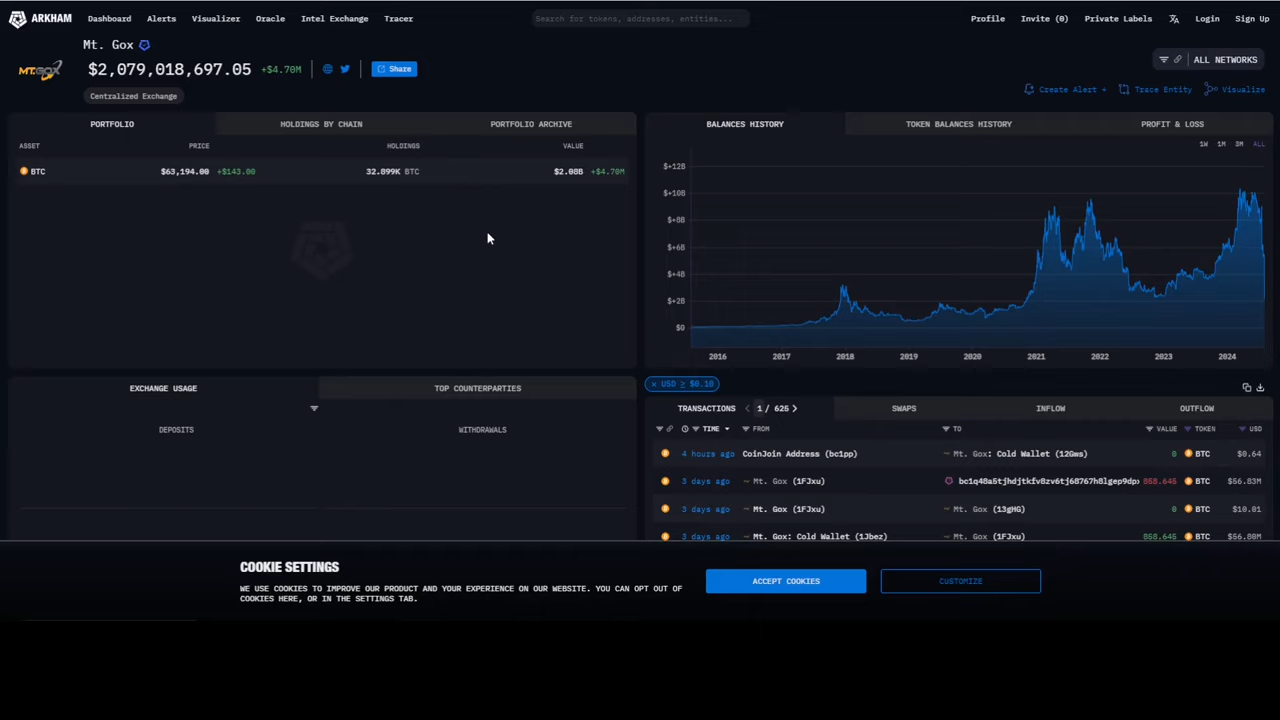 ARKHAM Dashboard Alerts Visualizer Oracle Intel Exchange Tracer Search for tokens, addresses, entities... Profile Invite (0) Private Labels Login Sign Up
Mt. Gox
MT.GOX $2,079,018,697.05 +$4.70M Share ALL NETWORKS
Centralized Exchange Create Alert + Trace Entity Visualize
PORTFOLIO HOLDINGS BY CHAIN PORTFOLIO ARCHIVE
ASSET PRICE HOLDINGS VALUE
BTC $63,194.00 +$143.00 32.899K BTC $2.08B +$4.70M
BALANCES HISTORY TOKEN BALANCES HISTORY PROFIT & LOSS
1W 1M 3M ALL
$+12B
$+10B
$+8B
$+6B
$+4B
$+2B
$0
2016 2017 2018 2019 2020 2021 2022 2023 2024
EXCHANGE USAGE TOP COUNTERPARTIES
DEPOSITS WITHDRAWALS
× USD ≥ $0.10
TRANSACTIONS 1 / 625 SWAPS INFLOW OUTFLOW
TIME FROM TO VALUE TOKEN USD
4 hours ago CoinJoin Address (bc1pp) Mt. Gox: Cold Wallet (12Gws) 0 BTC $0.64
3 days ago Mt. Gox (1FJxu) 858.646 BTC $56.83M
3 days ago Mt. Gox (1FJxu) Mt. Gox (13gHG) 0 BTC $10.01
3 days ago Mt. Gox: Cold Wallet (1Jbez) Mt. Gox (1FJxu) 858.646 BTC $56.80M
COOKIE SETTINGS
WE USE COOKIES TO IMPROVE OUR PRODUCT AND YOUR EXPERIENCE ON OUR WEBSITE. YOU CAN OPT OUT OF
COOKIES HERE, OR IN THE SETTINGS TAB.
ACCEPT COOKIES CUSTOMIZE